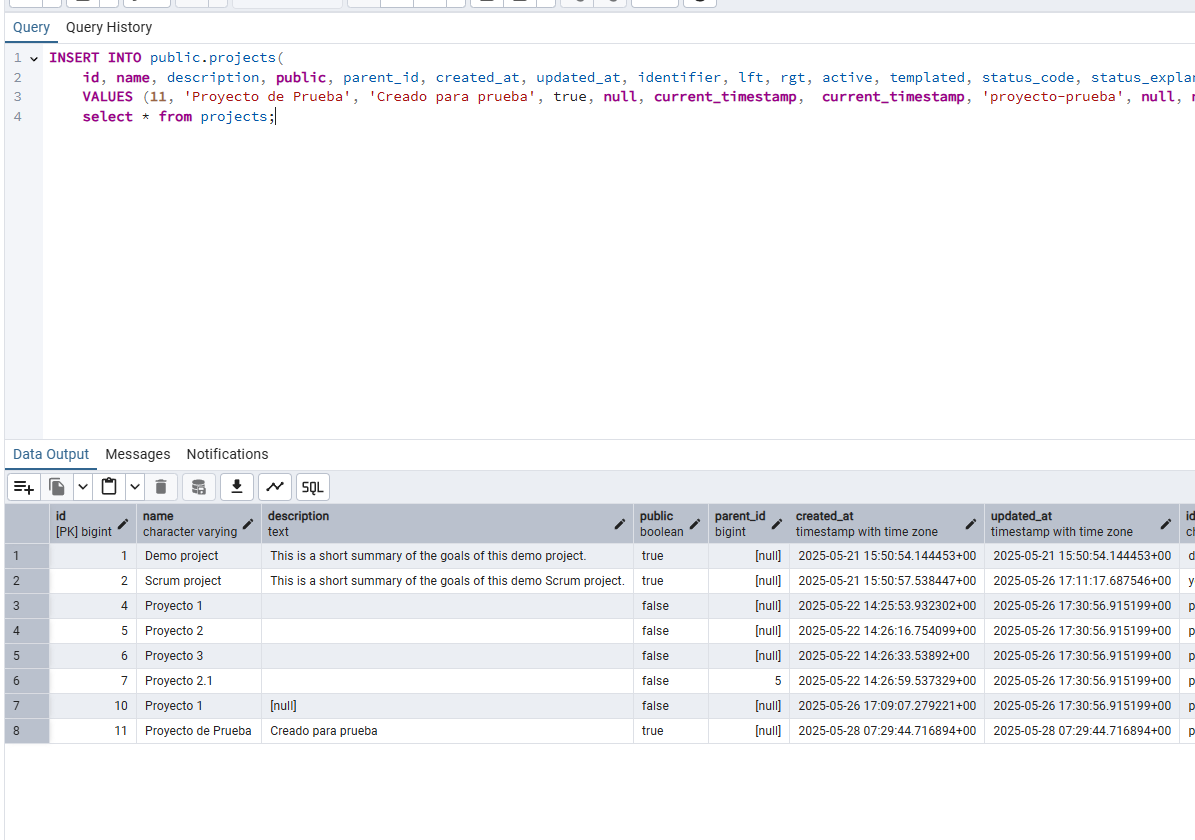 Query Query History
1 INSERT INTO public.projects(
2 id, name, description, public, parent_id, created_at, updated_at, identifier, lft, rgt, active, templated, status_code, status_explan
3 VALUES (11, 'Proyecto de Prueba', 'Creado para prueba', true, null, current_timestamp, current_timestamp, 'proyecto-prueba', null,
4 select * from projects;
Data Output Messages Notifications
SQL
id name description public parent_id created_at updated_at id
[PK] bigint character varying text boolean bigint timestamp with time zone timestamp with time zone
1 1 Demo project This is a short summary of the goals of this demo project. true [null] 2025-05-21 15:50:54.144453+00 2025-05-21 15:50:54.144453+00
2 2 Scrum project This is a short summary of the goals of this demo Scrum project. true [null] 2025-05-21 15:50:57.538447+00 2025-05-26 17:11:17.687546+00
3 4 Proyecto 1 false [null] 2025-05-22 14:25:53.932302+00 2025-05-26 17:30:56.915199+00
4 5 Proyecto 2 false [null] 2025-05-22 14:26:16.754099+00 2025-05-26 17:30:56.915199+00
5 6 Proyecto 3 false [null] 2025-05-22 14:26:33.53892+00 2025-05-26 17:30:56.915199+00
6 7 Proyecto 2.1 false 5 2025-05-22 14:26:59.537329+00 2025-05-26 17:30:56.915199+00
7 10 Proyecto 1 [null] false [null] 2025-05-26 17:09:07.279221+00 2025-05-26 17:30:56.915199+00
8 11 Proyecto de Prueba Creado para prueba true [null] 2025-05-28 07:29:44.716894+00 2025-05-28 07:29:44.716894+00